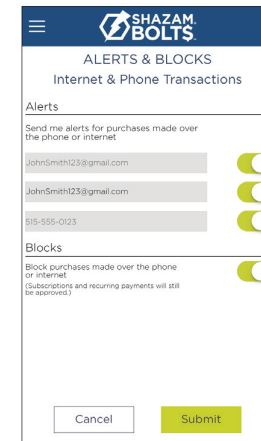 SHAZAM.
BOLT$.
ALERTS & BLOCKS
Internet & Phone Transactions
Alerts
Send me alerts for purchases made over
the phone or internet
JohnSmith123@gmail.com
JohnSmith123@gmail.com
515-555-0123
Blocks
Block purchases made over the phone
or internet
(Subscriptions and recurring payments will still
be approved.)
Cancel
Submit